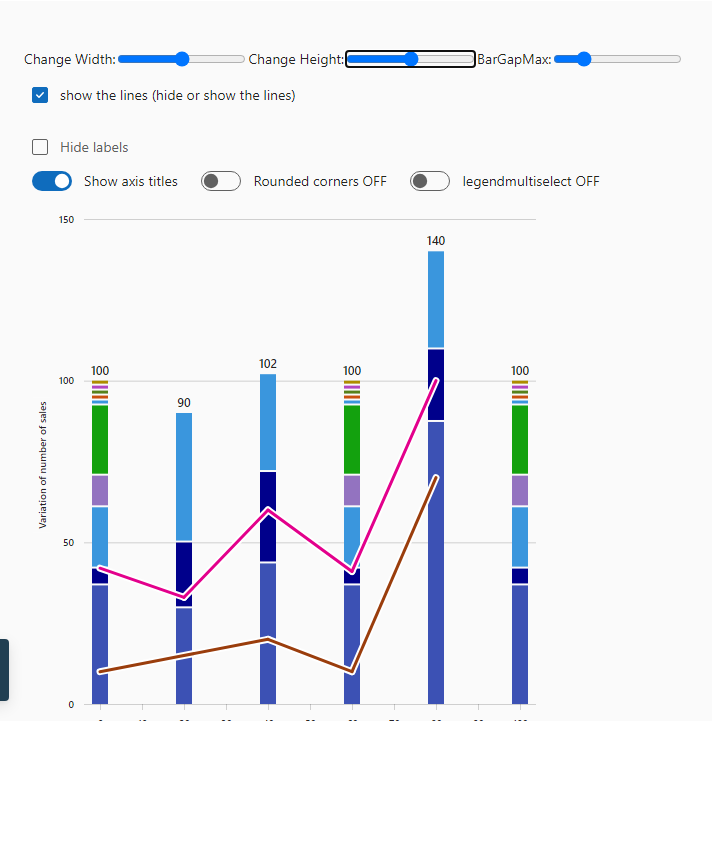 Change Width: Change Height: BarGapMax:
show the lines (hide or show the lines)
Hide labels
Show axis titles Rounded corners OFF legendmultiselect OFF
150
140
102
100 100 100
100
90
Variation of number of sales
50
0